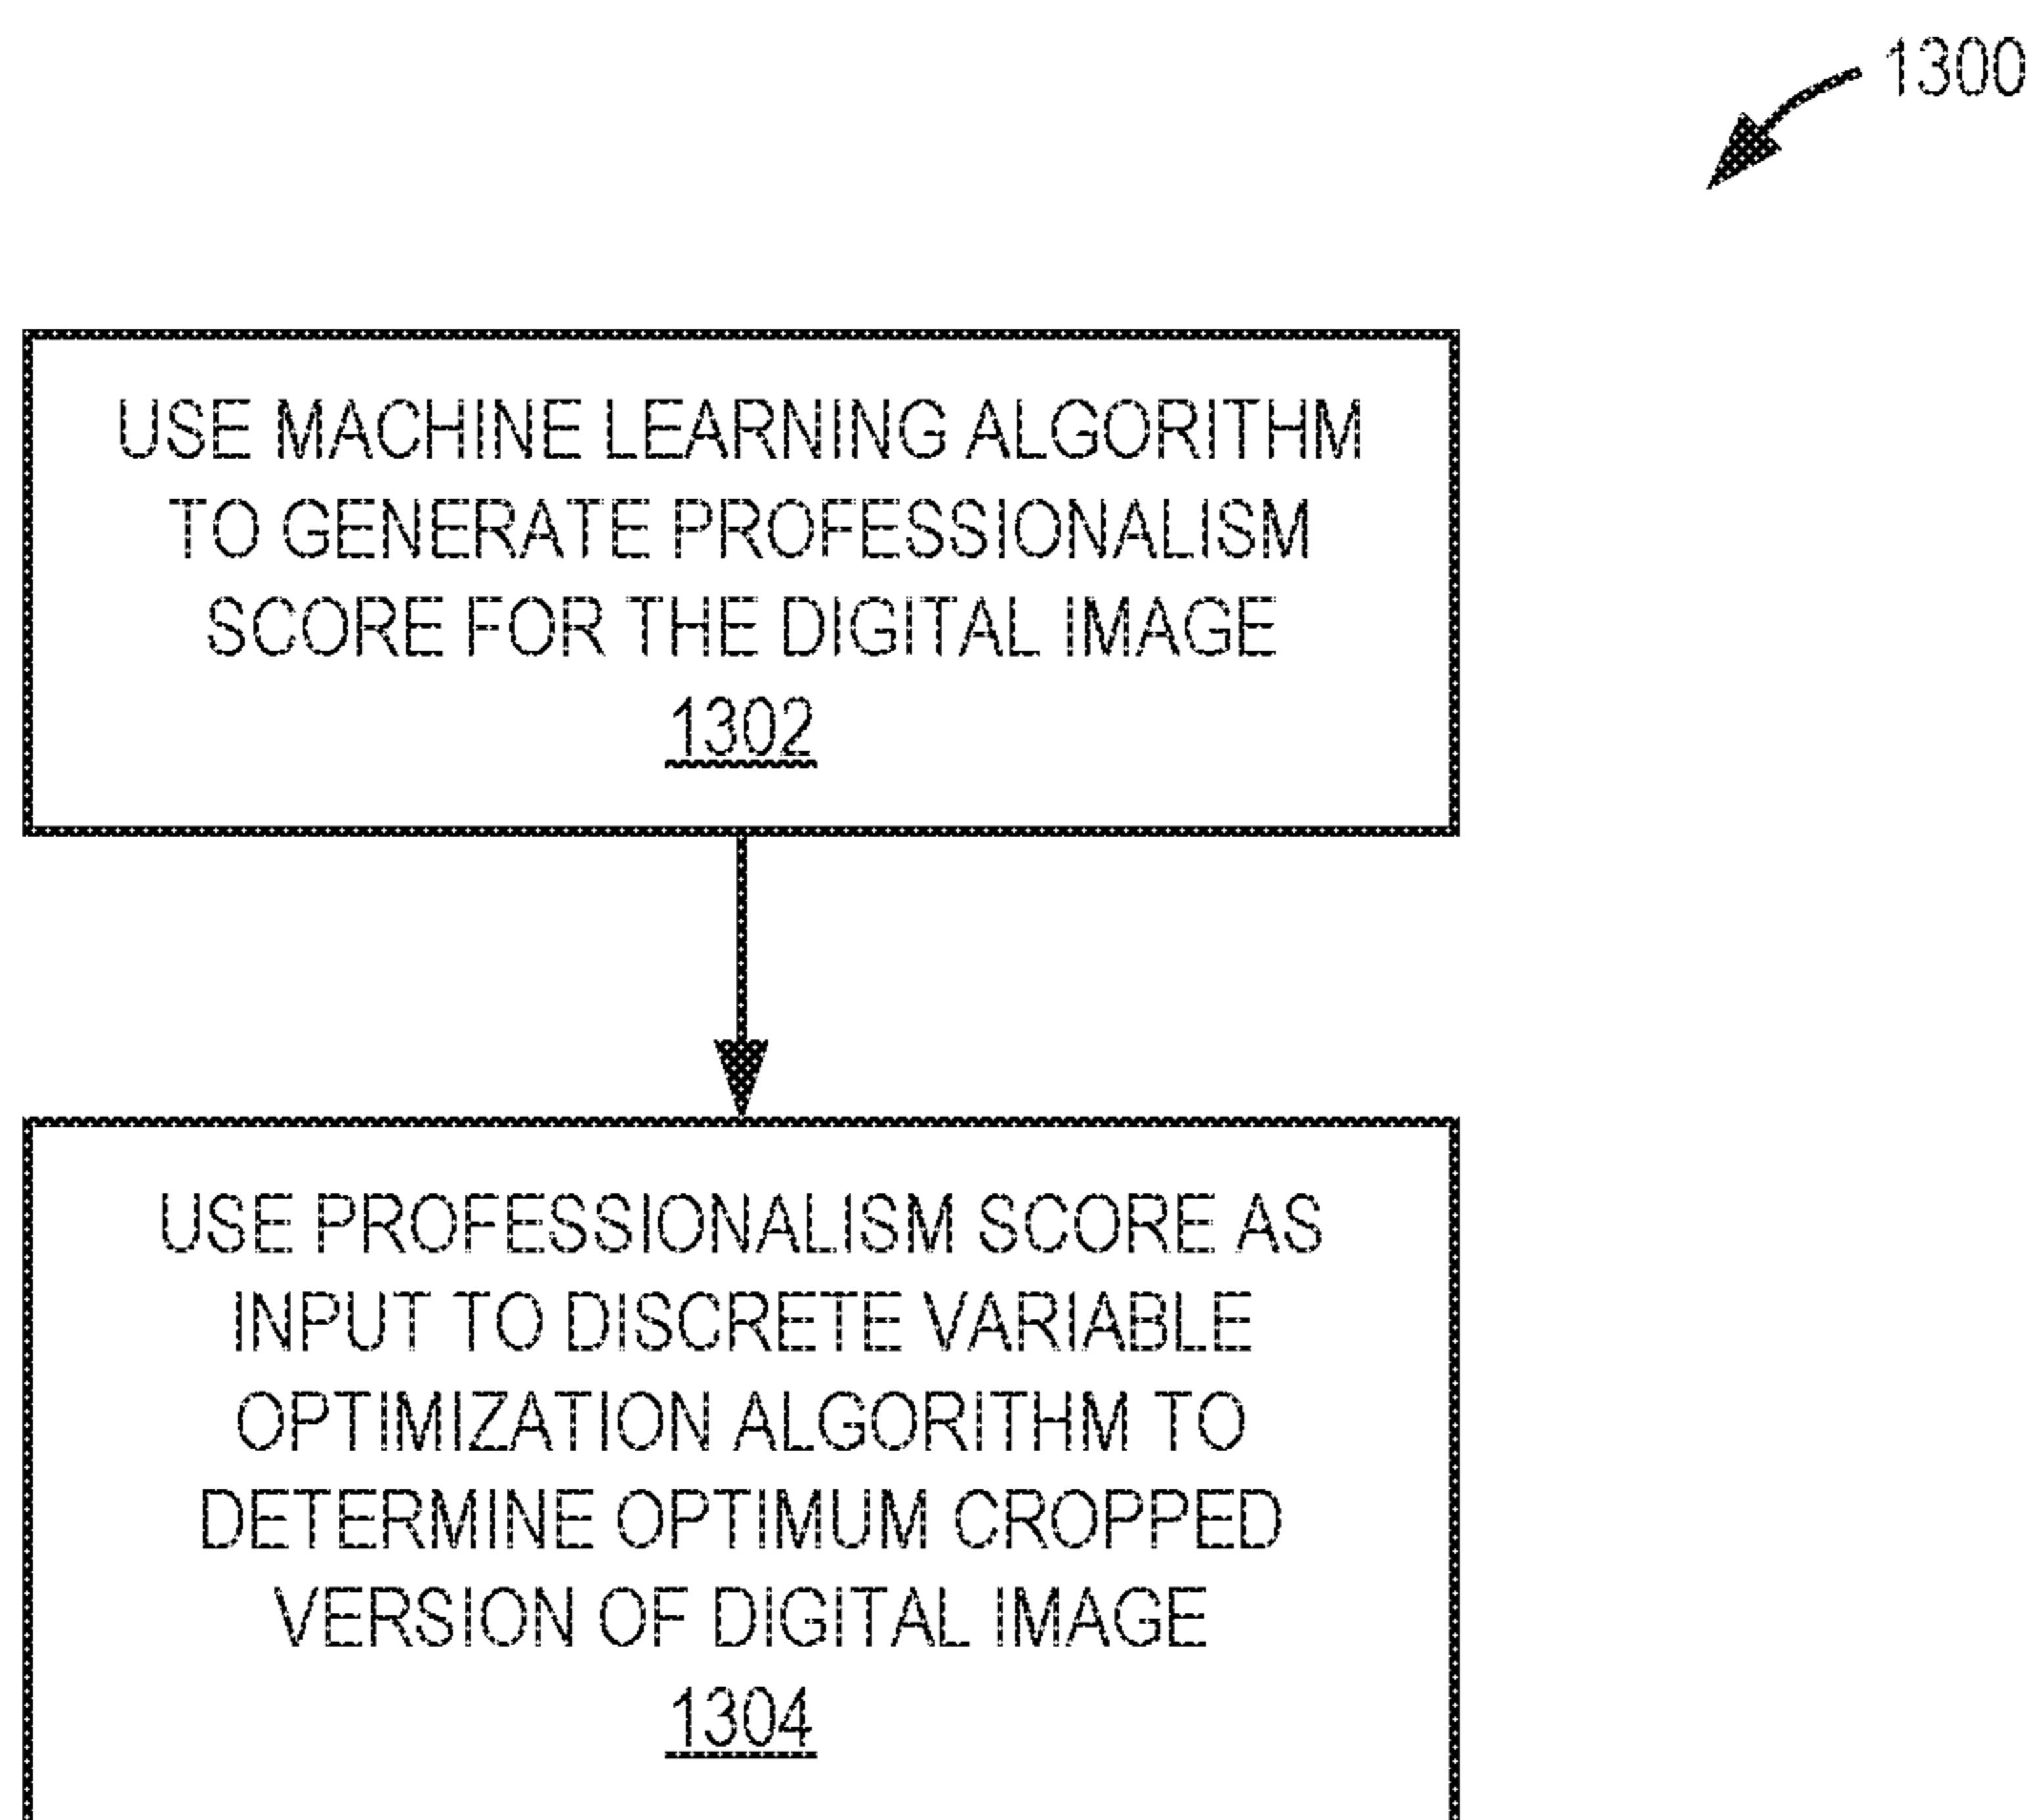 1300
USE MACHINE LEARNING ALGORITHM
TO GENERATE PROFESSIONALISM
SCORE FOR THE DIGITAL IMAGE
1302
USE PROFESSIONALISM SCORE AS
INPUT TO DISCRETE VARIABLE
OPTIMIZATION ALGORITHM TO
DETERMINE OPTIMUM CROPPED
VERSION OF DIGITAL IMAGE
1304